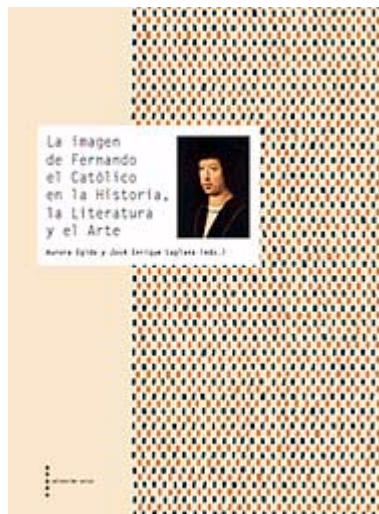 La imagen
de Fernando
el Católico
en la Historia,
la Literatura
y el Arte
Aurora Egido y José Enrique Laplana (eds.)